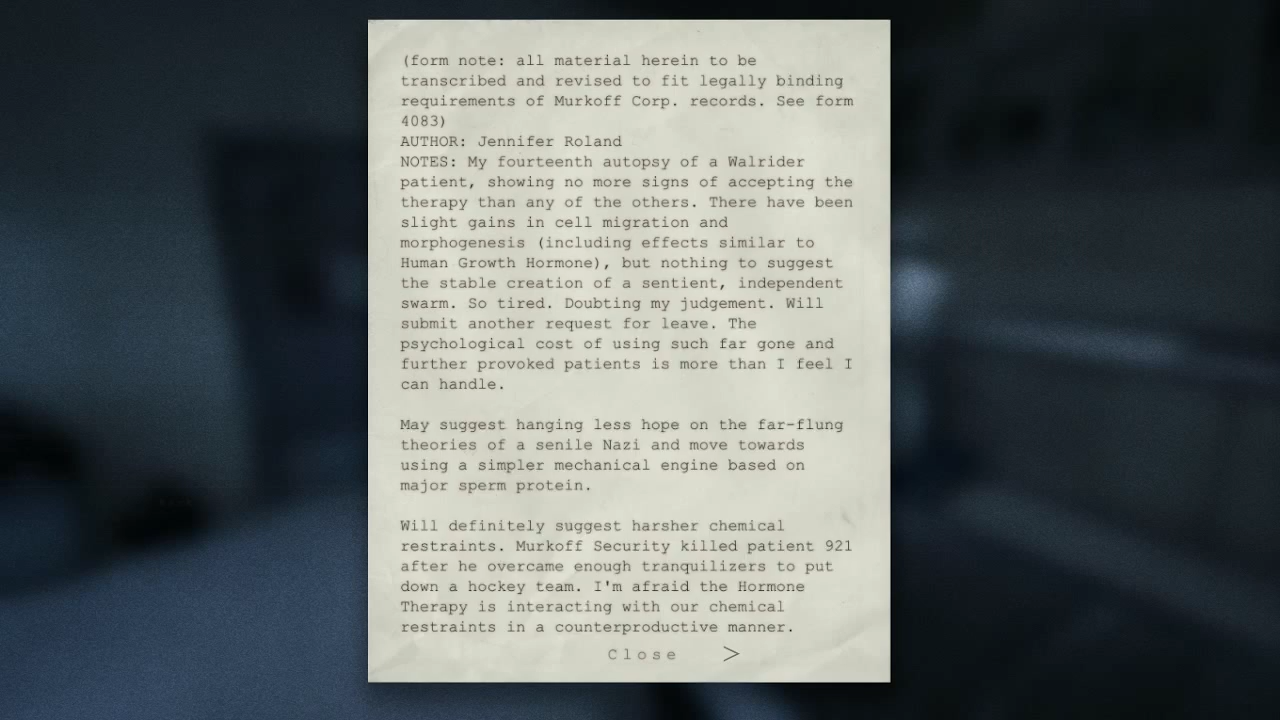 (form note: all material herein to be
transcribed and revised to fit legally binding
requirements of Murkoff Corp. records. See form
4083)
AUTHOR: Jennifer Roland
NOTES: My fourteenth autopsy of a Walrider
patient, showing no more signs of accepting the
therapy than any of the others. There have been
slight gains in cell migration and
morphogenesis (including effects similar to
Human Growth Hormone), but nothing to suggest
the stable creation of a sentient, independent
swarm. So tired. Doubting my judgement. Will
submit another request for leave. The
psychological cost of using such far gone and
further provoked patients is more than I feel I
can handle.
May suggest hanging less hope on the far-flung
theories of a senile Nazi and move towards
using a simpler mechanical engine based on
major sperm protein.
Will definitely suggest harsher chemical
restraints. Murkoff Security killed patient 921
after he overcame enough tranquilizers to put
down a hockey team. I'm afraid the Hormone
Therapy is interacting with our chemical
restraints in a counterproductive manner.
Close >